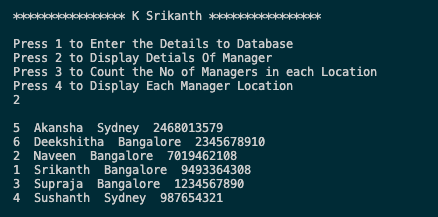 **************** K Srikanth ****************
Press 1 to Enter the Details to Database
Press 2 to Display Detials Of Manager
Press 3 to Count the No of Managers in each Location
Press 4 to Display Each Manager Location
2
5  Akansha  Sydney  2468013579
6  Deekshitha  Bangalore  2345678910
2  Naveen  Bangalore  7019462108
1  Srikanth  Bangalore  9493364308
3  Supraja  Bangalore  1234567890
4  Sushanth  Sydney  987654321